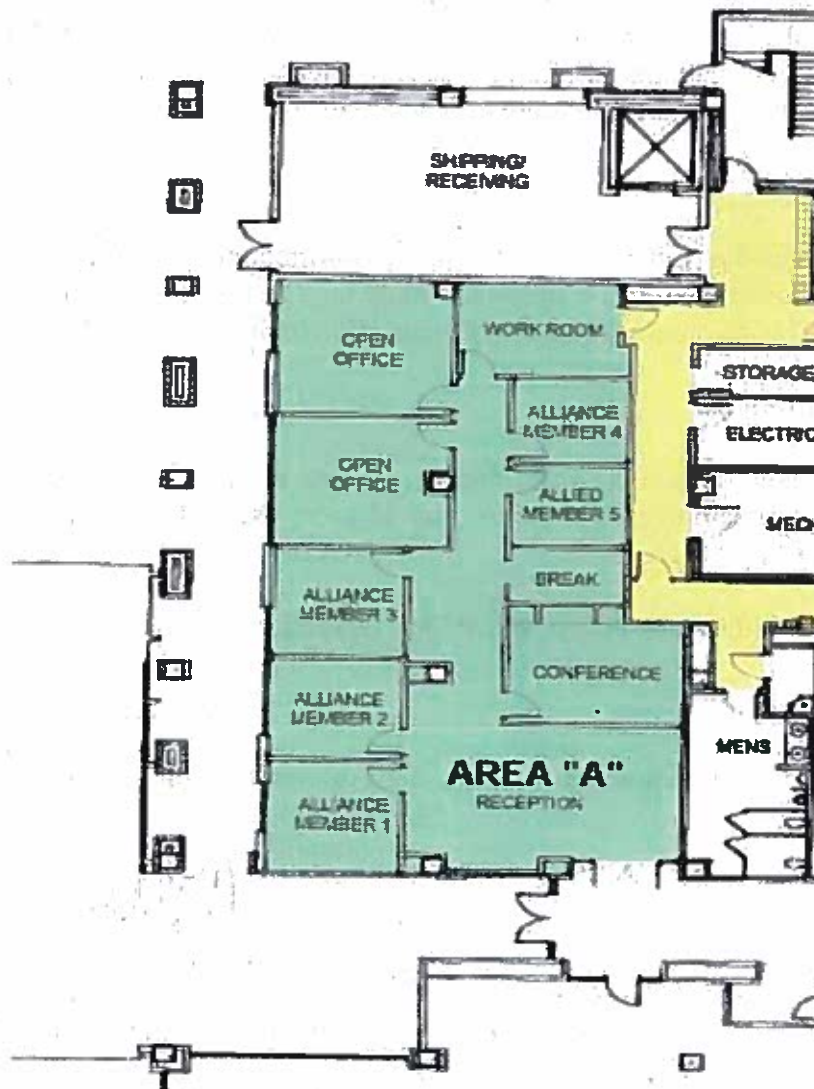 SHIPPING/
RECEIVING
OPEN
OFFICE
WORK ROOM
STORAGE
ALLIANCE
MEMBER 4
ELECTRIC
OPEN
OFFICE
ALLIED
MEMBER 5
MECH
BREAK
ALLIANCE
MEMBER 3
CONFERENCE
ALLIANCE
MEMBER 2
MENS
AREA "A"
RECEPTION
ALLIANCE
MEMBER 1